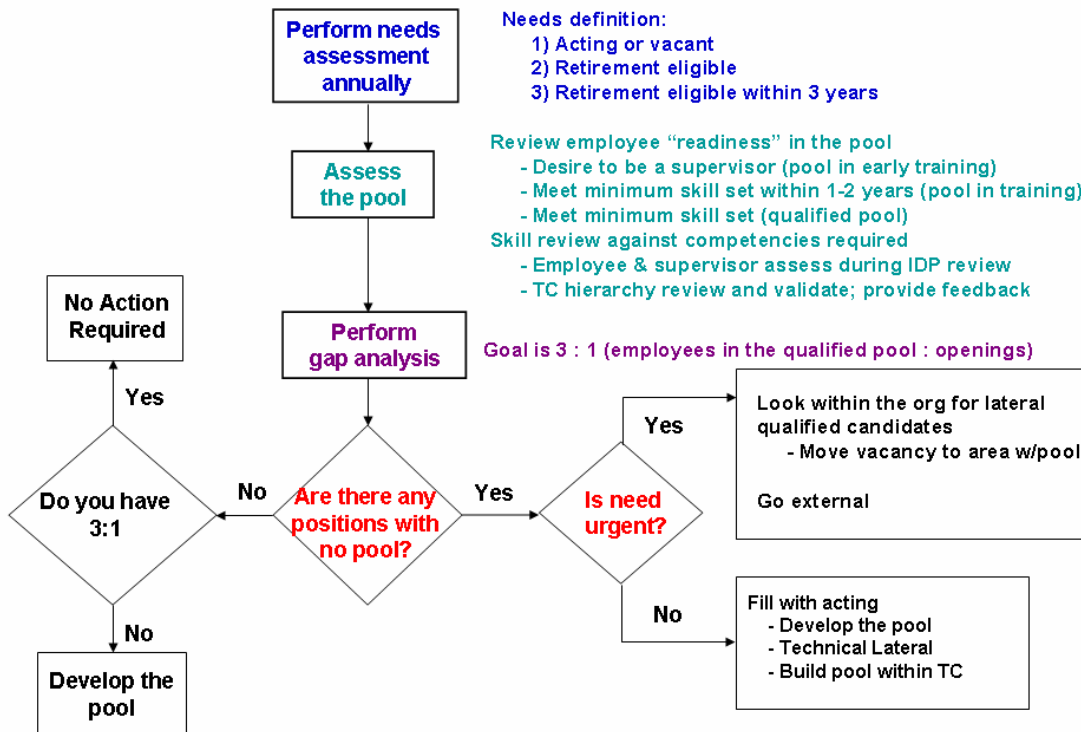 Perform needs
assessment
annually
Needs definition:
1) Acting or vacant
2) Retirement eligible
3) Retirement eligible within 3 years
Assess
the pool
Review employee “readiness” in the pool
- Desire to be a supervisor (pool in early training)
- Meet minimum skill set within 1-2 years (pool in training)
- Meet minimum skill set (qualified pool)
Skill review against competencies required
- Employee & supervisor assess during IDP review
- TC hierarchy review and validate; provide feedback
Perform
gap analysis
Goal is 3 : 1 (employees in the qualified pool : openings)
No Action
Required
Yes
Do you have
3:1
No
Develop the
pool
No
Are there any
positions with
no pool?
Yes
Is need
urgent?
Yes
Look within the org for lateral
qualified candidates
- Move vacancy to area w/pool
Go external
No
Fill with acting
- Develop the pool
- Technical Lateral
- Build pool within TC